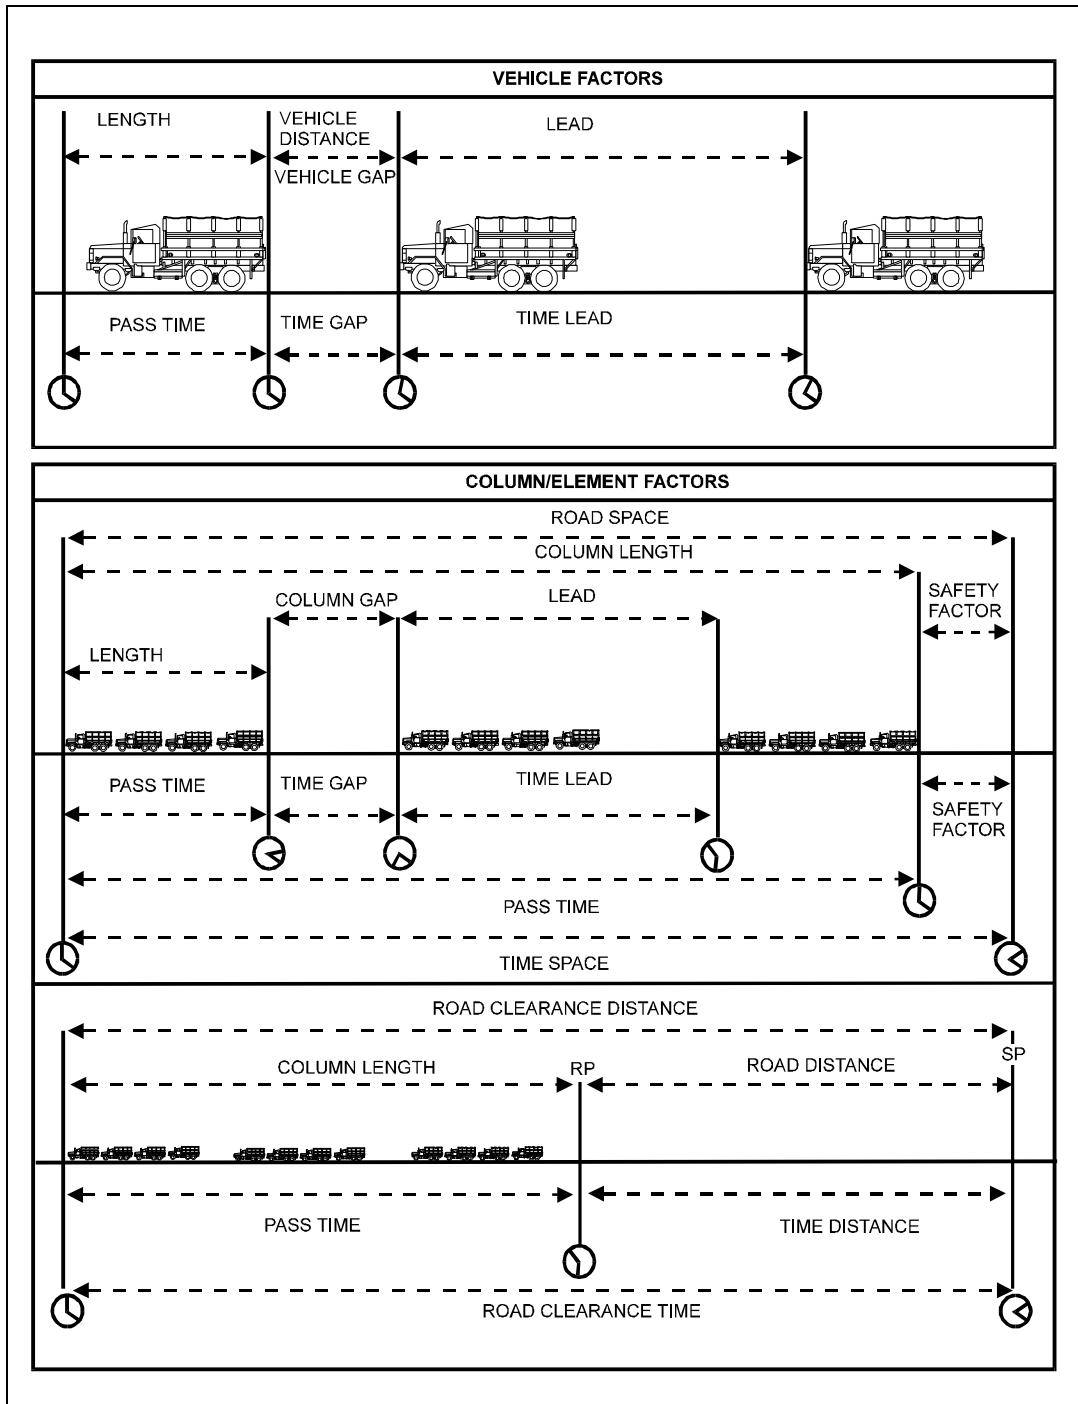 VEHICLE FACTORS
LENGTH
VEHICLE
DISTANCE
LEAD
VEHICLE GAP
PASS TIME
TIME GAP
TIME LEAD
COLUMN/ELEMENT FACTORS
ROAD SPACE
COLUMN LENGTH
SAFETY
FACTOR
COLUMN GAP
LEAD
LENGTH
PASS TIME
TIME GAP
TIME LEAD
SAFETY
FACTOR
PASS TIME
TIME SPACE
ROAD CLEARANCE DISTANCE
SP
COLUMN LENGTH
RP
ROAD DISTANCE
PASS TIME
TIME DISTANCE
ROAD CLEARANCE TIME